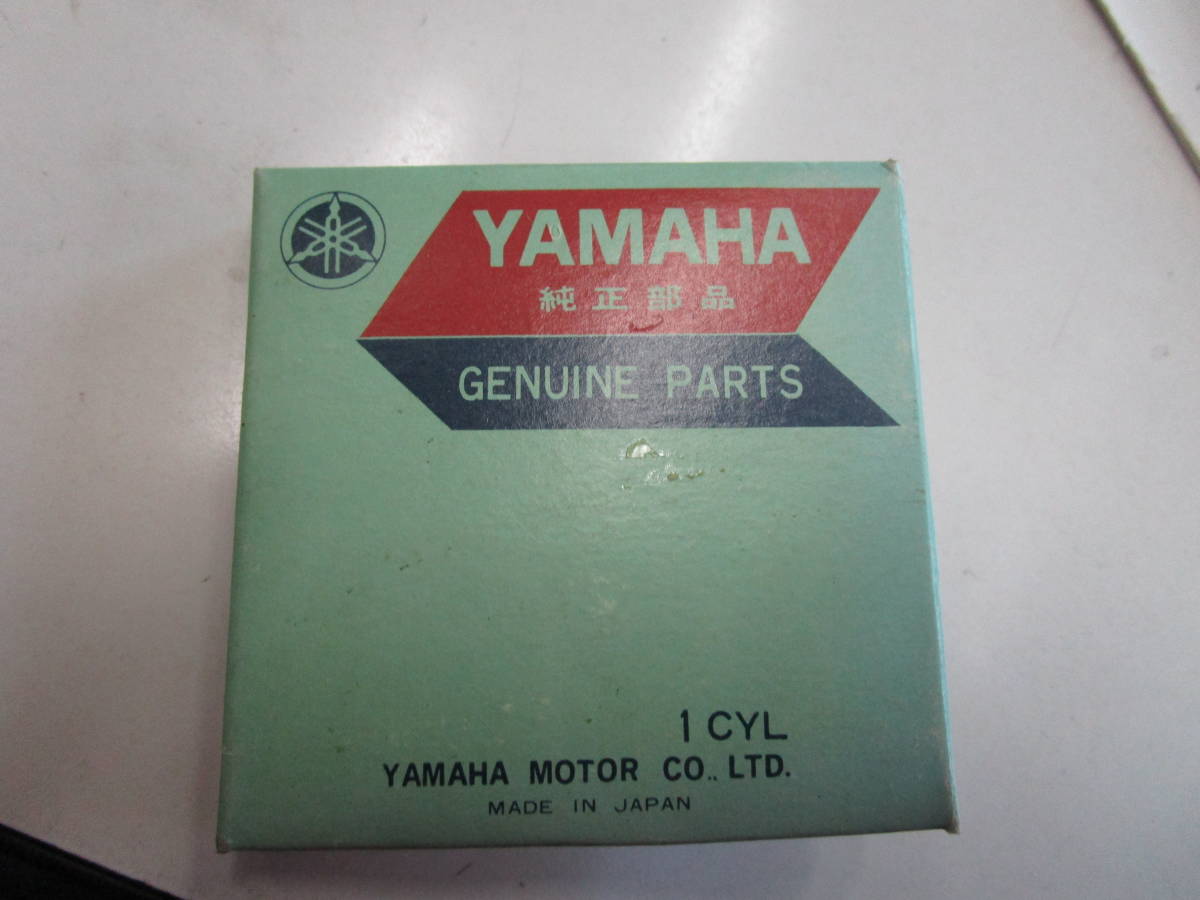 YAMAHA
純正部品
GENUINE PARTS
1 CYL
YAMAHA MOTOR CO., LTD.
MADE IN JAPAN